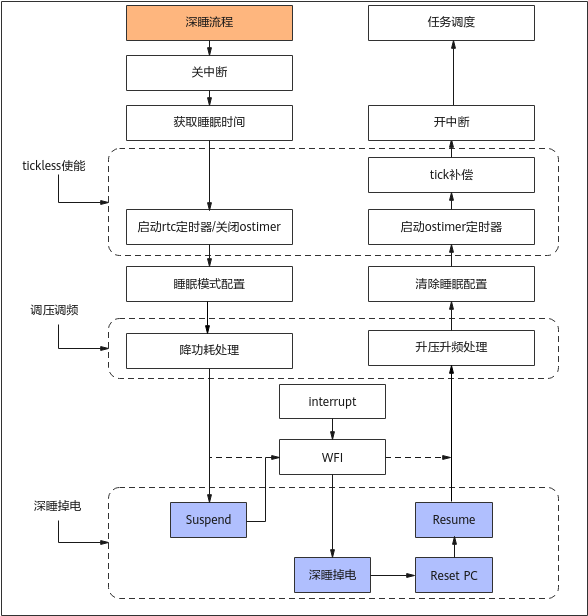 深睡流程
任务调度
关中断
获取睡眠时间
开中断
tickless使能
tick补偿
启动rtc定时器/关闭ostimer
启动ostimer定时器
睡眠模式配置
清除睡眠配置
调压调频
降功耗处理
升压升频处理
interrupt
WFI
深睡掉电
Suspend
Resume
深睡掉电
Reset PC